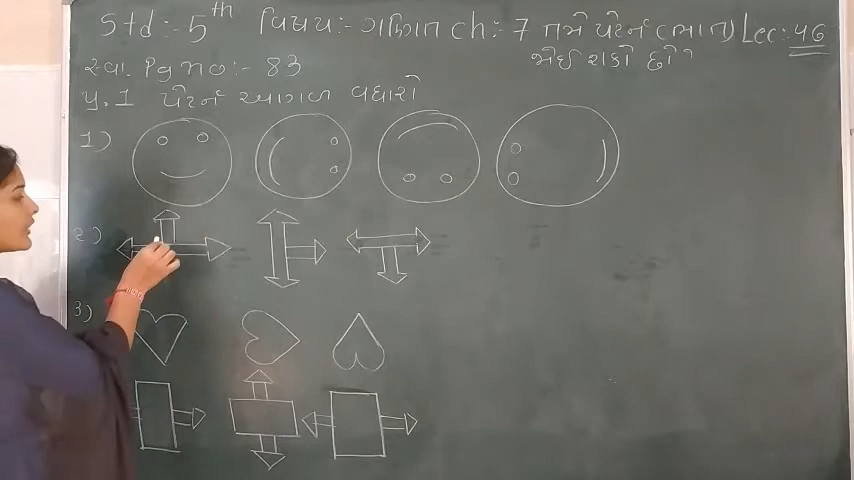 Std :- 5th વિષય:- ગણિત ch:- 7 તમે પેટર્ન (ભાત) Lec:-46
જોઈ શકો છો?
સ્વા. Pg no:- 83
પ્ર.1 પેટર્ન આગળ વધારો
1)
2)
3)